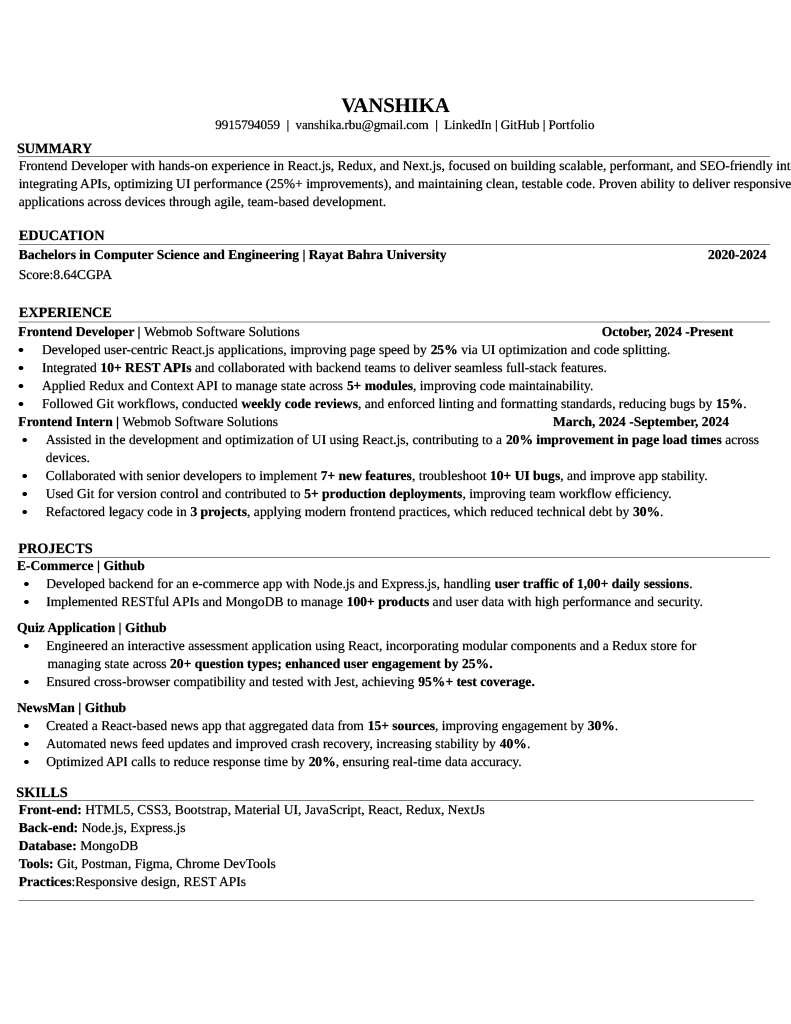 VANSHIKA
9915794059 | vanshika.rbu@gmail.com | LinkedIn | GitHub | Portfolio
SUMMARY
Frontend Developer with hands-on experience in React.js, Redux, and Next.js, focused on building scalable, performant, and SEO-friendly int
integrating APIs, optimizing UI performance (25%+ improvements), and maintaining clean, testable code. Proven ability to deliver responsive
applications across devices through agile, team-based development.
EDUCATION
Bachelors in Computer Science and Engineering | Rayat Bahra University 2020-2024
Score:8.64CGPA
EXPERIENCE
Frontend Developer | Webmob Software Solutions October, 2024 -Present
• Developed user-centric React.js applications, improving page speed by 25% via UI optimization and code splitting.
• Integrated 10+ REST APIs and collaborated with backend teams to deliver seamless full-stack features.
• Applied Redux and Context API to manage state across 5+ modules, improving code maintainability.
• Followed Git workflows, conducted weekly code reviews, and enforced linting and formatting standards, reducing bugs by 15%.
Frontend Intern | Webmob Software Solutions March, 2024 -September, 2024
• Assisted in the development and optimization of UI using React.js, contributing to a 20% improvement in page load times across
devices.
• Collaborated with senior developers to implement 7+ new features, troubleshoot 10+ UI bugs, and improve app stability.
• Used Git for version control and contributed to 5+ production deployments, improving team workflow efficiency.
• Refactored legacy code in 3 projects, applying modern frontend practices, which reduced technical debt by 30%.
PROJECTS
E-Commerce | Github
• Developed backend for an e-commerce app with Node.js and Express.js, handling user traffic of 1,00+ daily sessions.
• Implemented RESTful APIs and MongoDB to manage 100+ products and user data with high performance and security.
Quiz Application | Github
• Engineered an interactive assessment application using React, incorporating modular components and a Redux store for
managing state across 20+ question types; enhanced user engagement by 25%.
• Ensured cross-browser compatibility and tested with Jest, achieving 95%+ test coverage.
NewsMan | Github
• Created a React-based news app that aggregated data from 15+ sources, improving engagement by 30%.
• Automated news feed updates and improved crash recovery, increasing stability by 40%.
• Optimized API calls to reduce response time by 20%, ensuring real-time data accuracy.
SKILLS
Front-end: HTML5, CSS3, Bootstrap, Material UI, JavaScript, React, Redux, NextJs
Back-end: Node.js, Express.js
Database: MongoDB
Tools: Git, Postman, Figma, Chrome DevTools
Practices:Responsive design, REST APIs